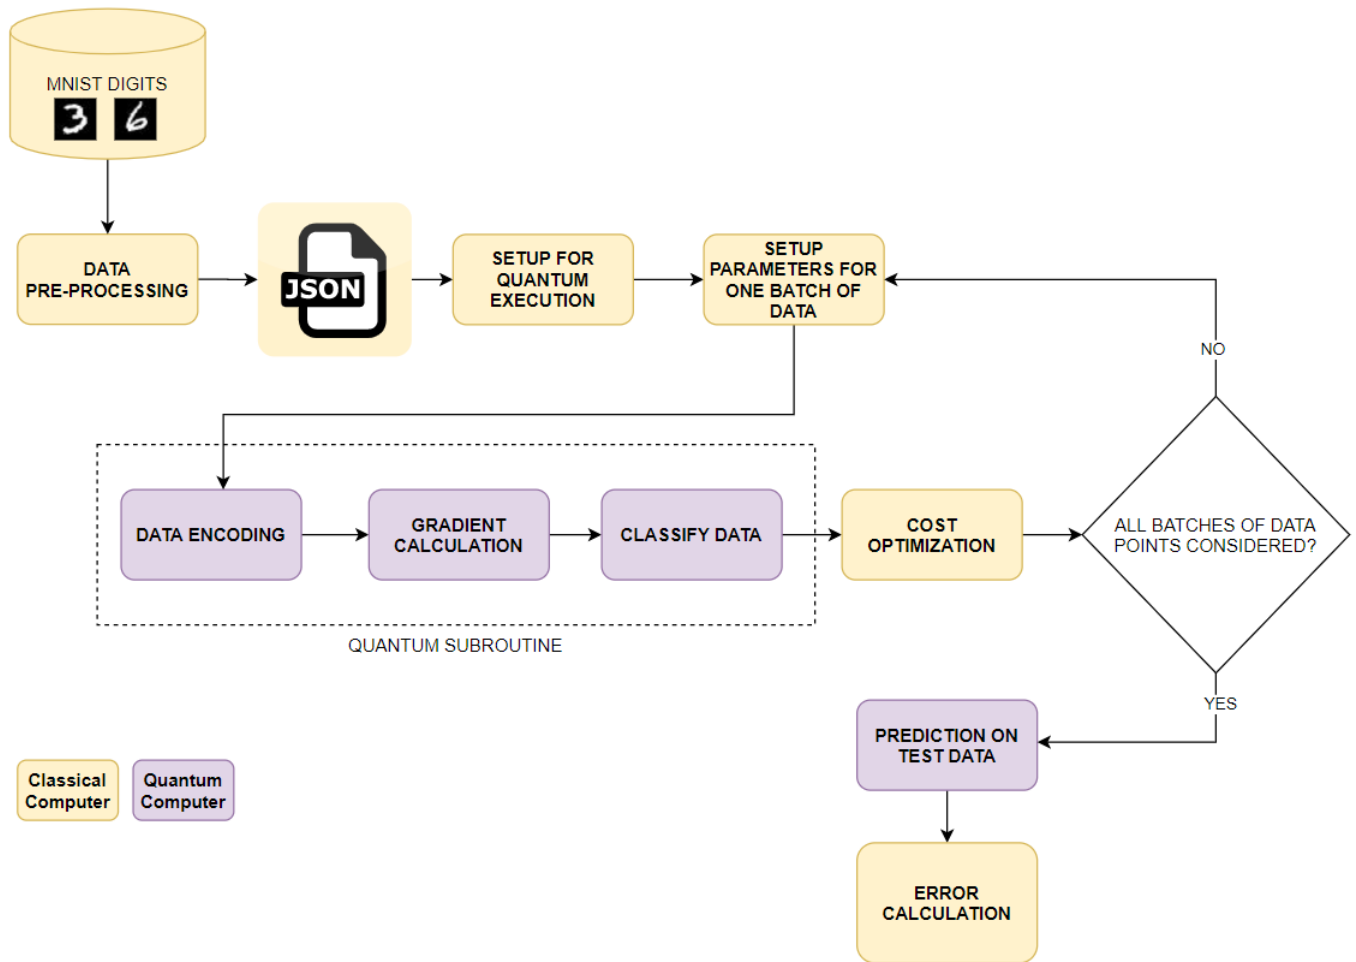 MNIST DIGITS
3 6
DATA
PRE-PROCESSING
JSON
SETUP FOR
QUANTUM
EXECUTION
SETUP
PARAMETERS FOR
ONE BATCH OF
DATA
NO
DATA ENCODING
GRADIENT
CALCULATION
CLASSIFY DATA
COST
OPTIMIZATION
ALL BATCHES OF DATA
POINTS CONSIDERED?
QUANTUM SUBROUTINE
YES
PREDICTION ON
TEST DATA
Classical
Computer
Quantum
Computer
ERROR
CALCULATION